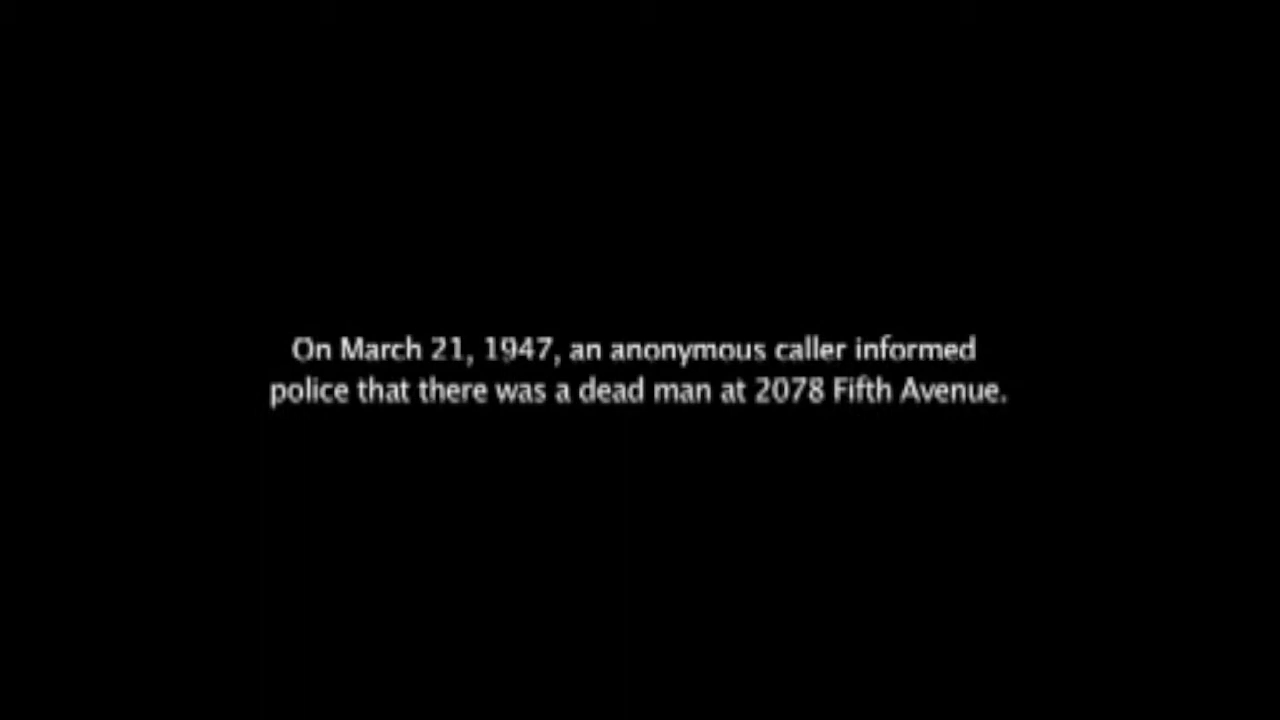 On March 21, 1947, an anonymous caller informed
police that there was a dead man at 2078 Fifth Avenue.